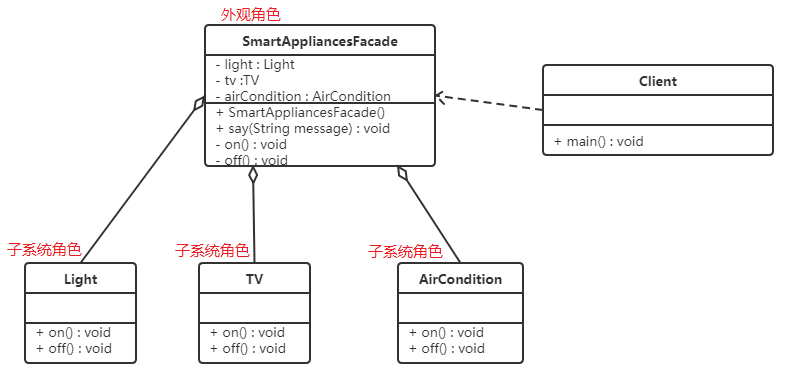 外观角色
SmartAppliancesFacade
- light : Light
- tv :TV
- airCondition : AirCondition
+ SmartAppliancesFacade()
+ say(String message) : void
- on() : void
- off() : void
Client
+ main() : void
子系统角色
Light
+ on() : void
+ off() : void
子系统角色
TV
+ on() : void
+ off() : void
子系统角色
AirCondition
+ on() : void
+ off() : void